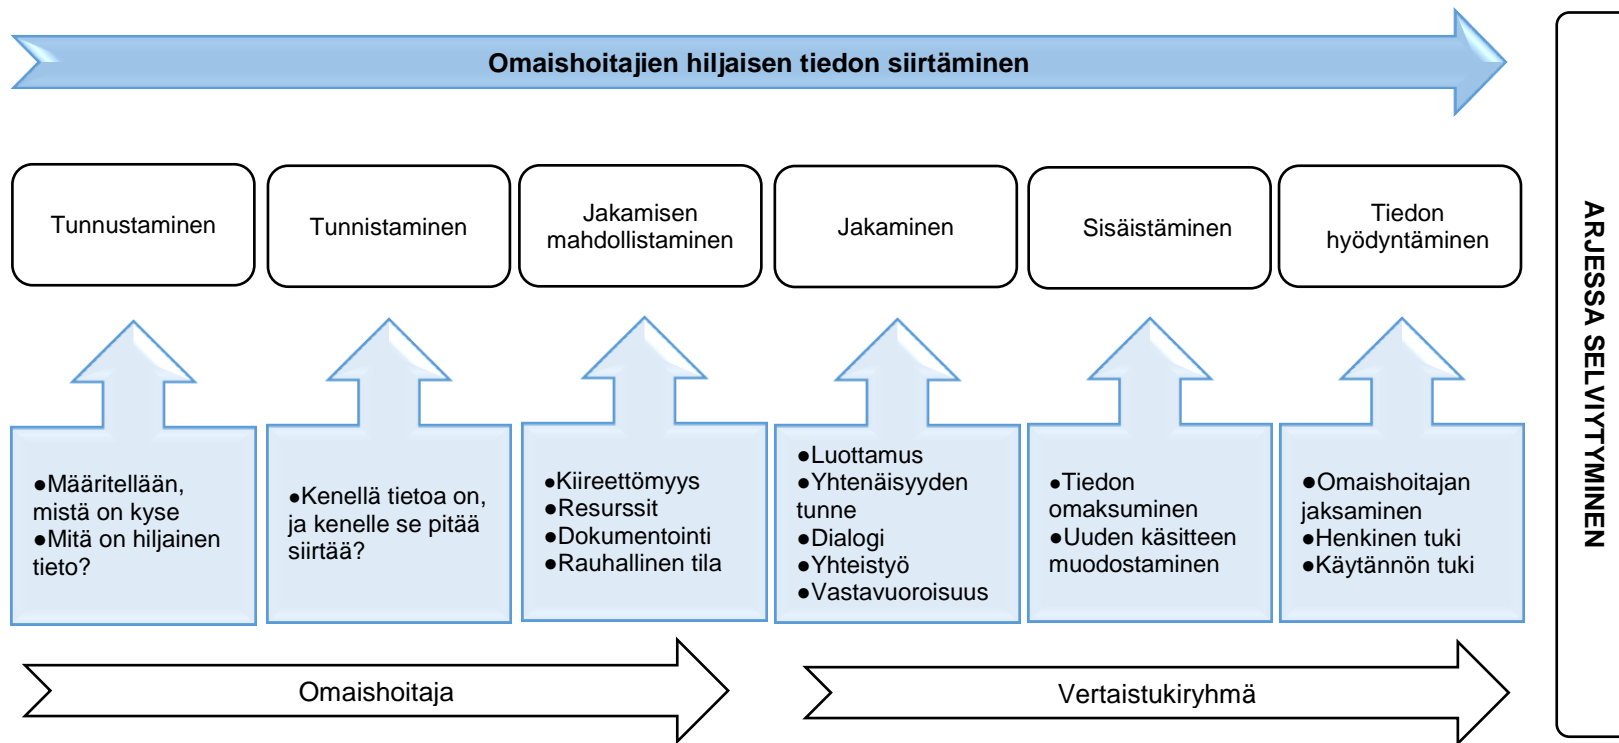 Omaishoitajien hiljaisen tiedon siirtäminen
Tunnustaminen
Tunnistaminen
Jakamisen
mahdollistaminen
Jakaminen
Sisäistäminen
Tiedon
hyödyntäminen
●Määritellään,
mistä on kyse
●Mitä on hiljainen
tieto?
●Kenellä tietoa on,
ja kenelle se pitää
siirtää?
●Kiireettömyys
●Resurssit
●Dokumentointi
●Rauhallinen tila
●Luottamus
●Yhtenäisyyden
tunne
●Dialogi
●Yhteistyö
●Vastavuoroisuus
●Tiedon
omaksuminen
●Uuden käsitteen
muodostaminen
●Omaishoitajan
jaksaminen
●Henkinen tuki
●Käytännön tuki
Omaishoitaja
Vertaistukiryhmä
ARJESSA SELVIYTYMINEN